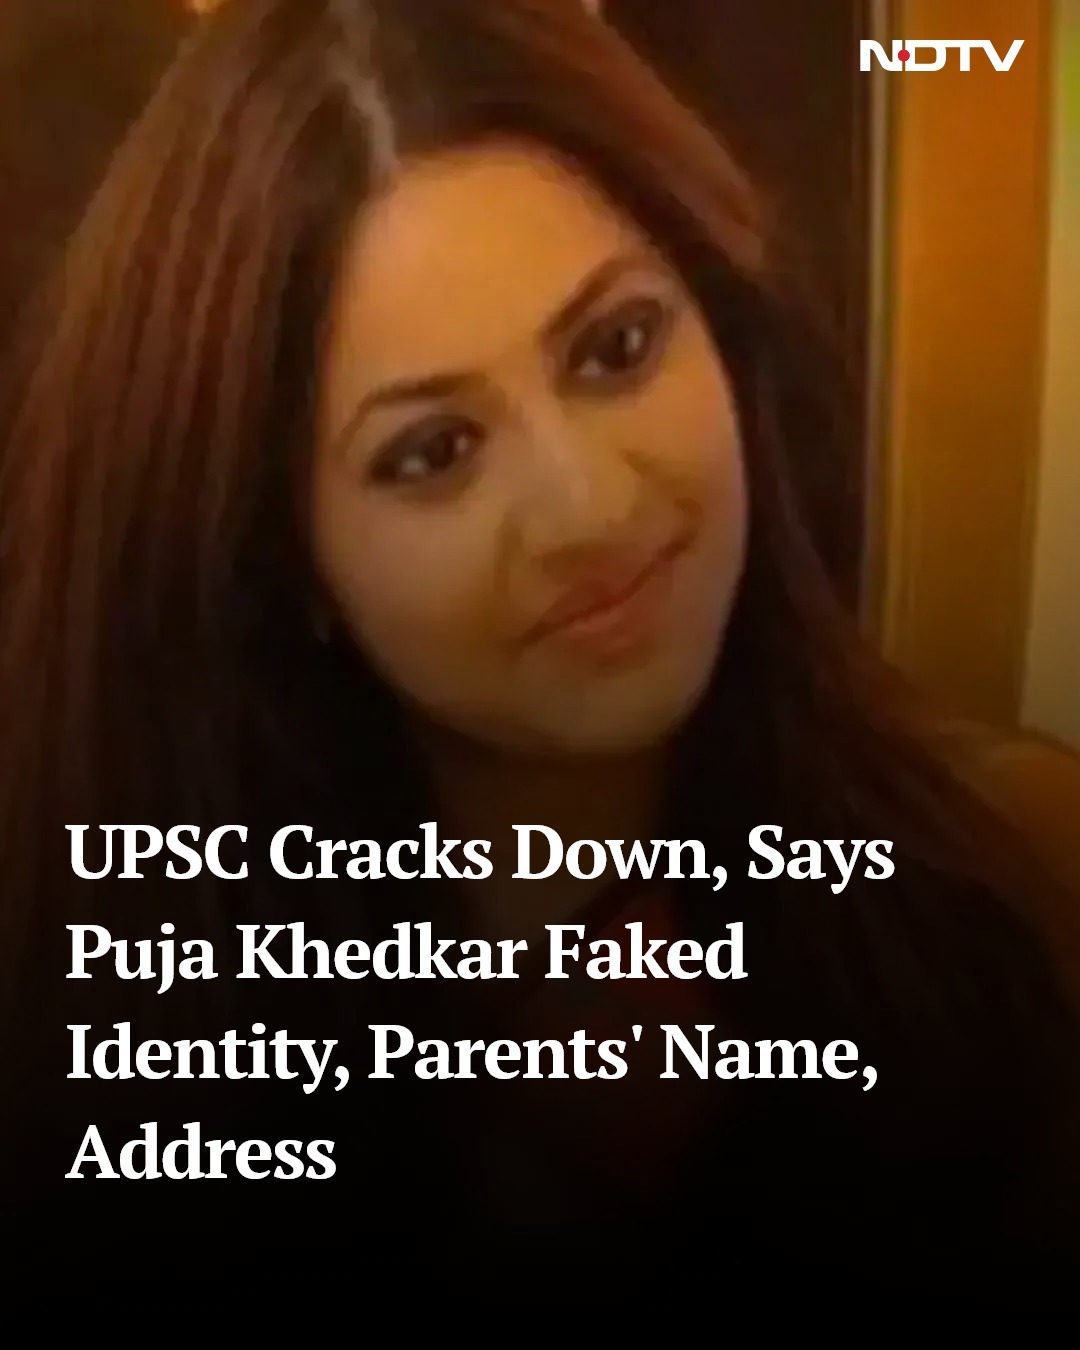 NDTV
UPSC Cracks Down, Says
Puja Khedkar Faked
Identity, Parents' Name,
Address